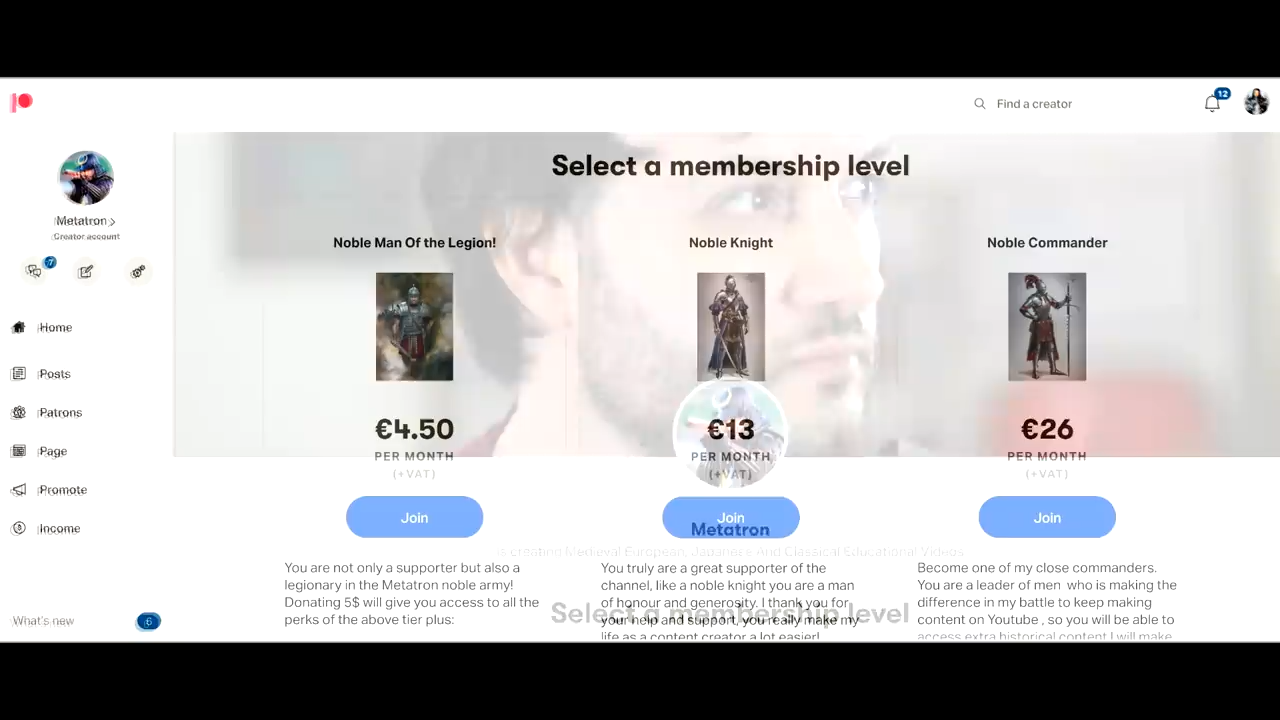 Find a creator
12
Metatron
Creator account
7
Home
Posts
Patrons
Page
Promote
Income
What's new
6
Select a membership level
Noble Man Of the Legion!
€4.50
PER MONTH
(+VAT)
Join
You are not only a supporter but also a
legionary in the Metatron noble army!
Donating 5$ will give you access to all the
perks of the above tier plus:
Noble Knight
€13
PER MONTH
(+VAT)
Join
You truly are a great supporter of the
channel, like a noble knight you are a man
of honour and generosity. I thank you for
your help and support, you really make my
life as a content creator a lot easier!
Noble Commander
€26
PER MONTH
(+VAT)
Join
Become one of my close commanders.
You are a leader of men who is making the
difference in my battle to keep making
content on Youtube , so you will be able to
access extra historical content I will make
Metatron
is creating Medieval European, Japanese And Classical Educational Videos
Select a membership level